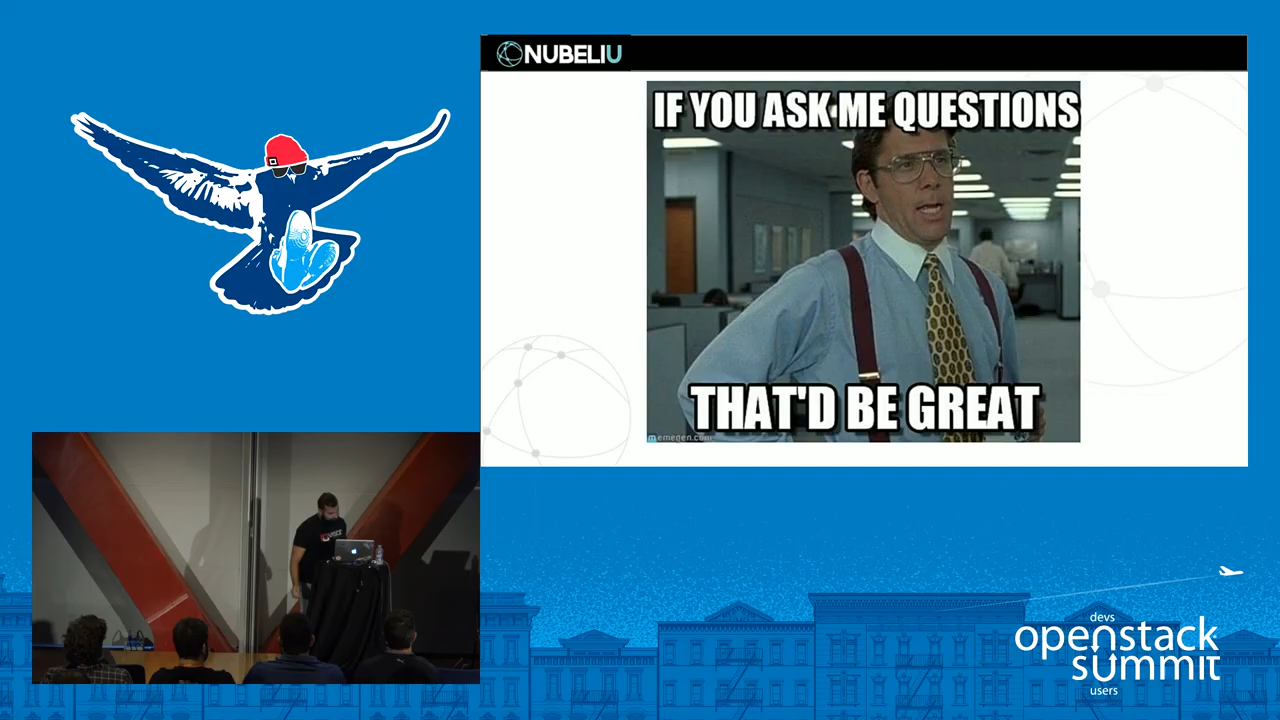 NUBELIU
IF YOU ASK ME QUESTIONS
THAT'D BE GREAT
memegen.com
devs
openstack
summit
users